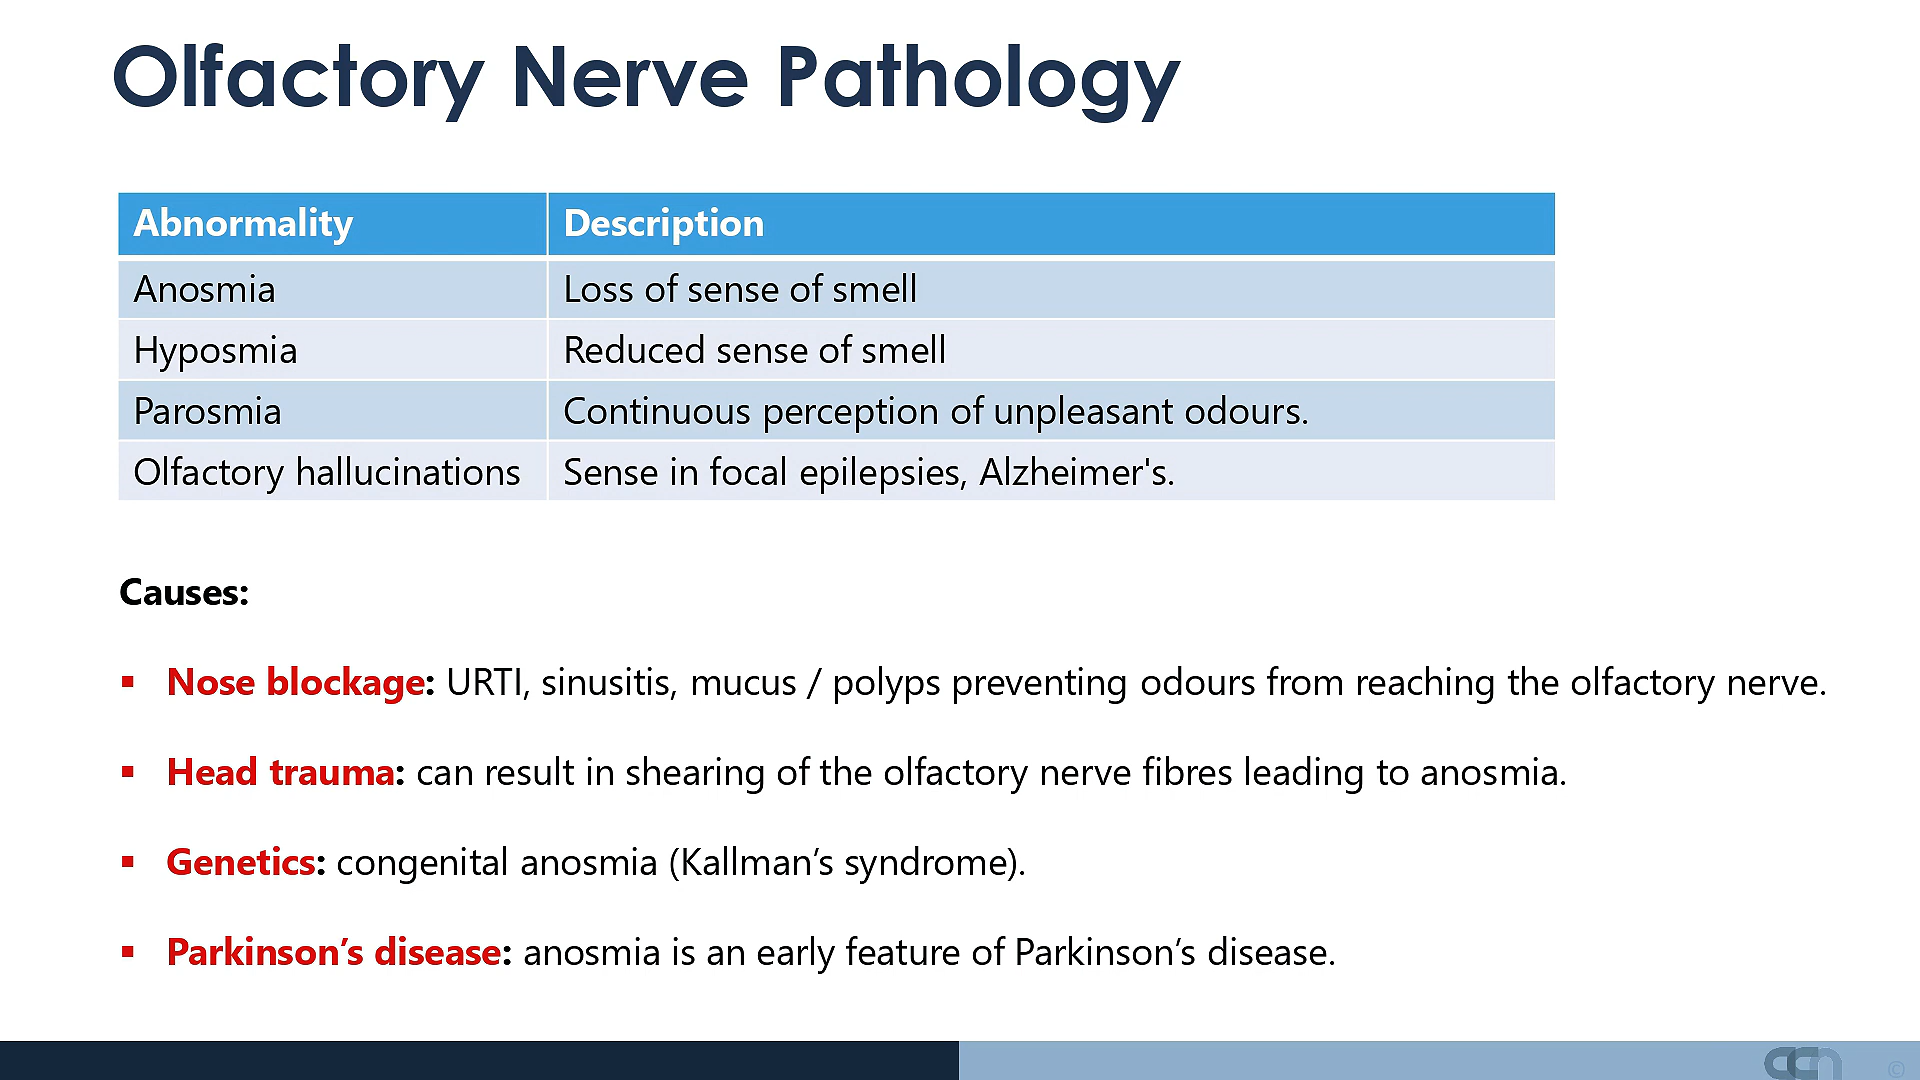 Olfactory Nerve Pathology
Abnormality Description
Anosmia Loss of sense of smell
Hyposmia Reduced sense of smell
Parosmia Continuous perception of unpleasant odours.
Olfactory hallucinations Sense in focal epilepsies, Alzheimer's.
Causes:
▪ Nose blockage: URTI, sinusitis, mucus / polyps preventing odours from reaching the olfactory nerve.
▪ Head trauma: can result in shearing of the olfactory nerve fibres leading to anosmia.
▪ Genetics: congenital anosmia (Kallman’s syndrome).
▪ Parkinson’s disease: anosmia is an early feature of Parkinson’s disease.
ccn ©